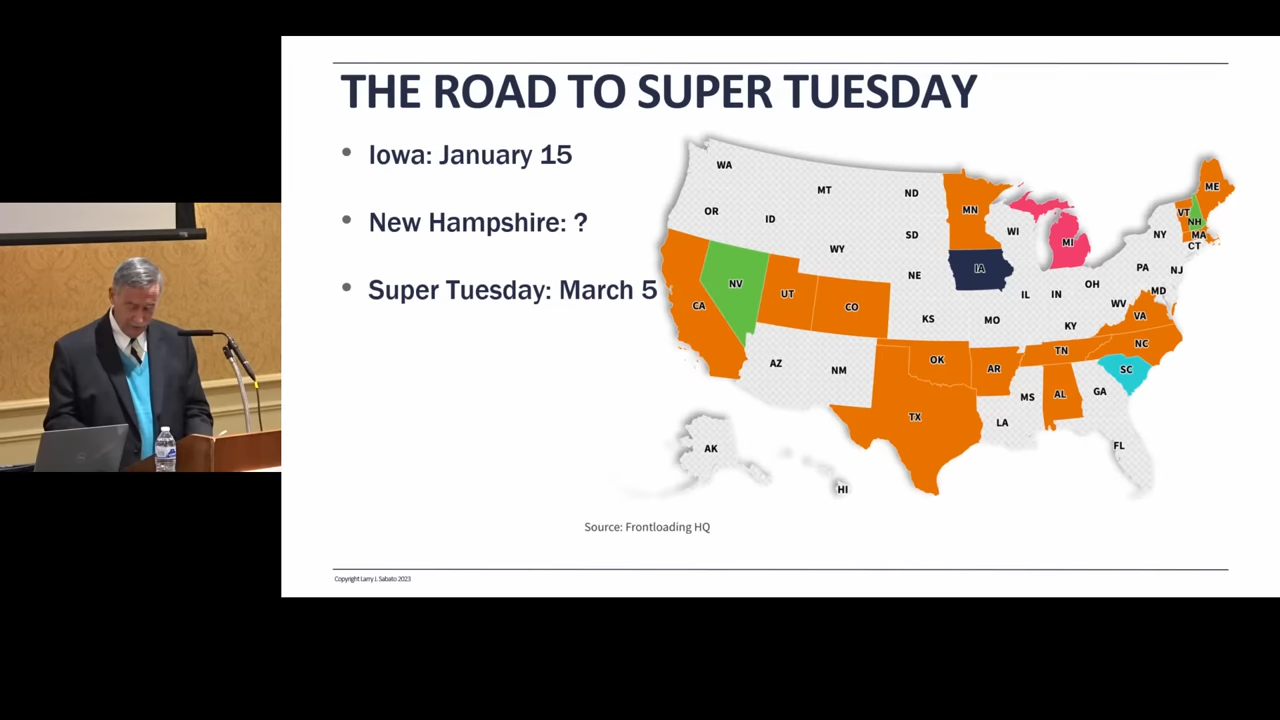 THE ROAD TO SUPER TUESDAY
• Iowa: January 15
• New Hampshire: ?
• Super Tuesday: March 5
WA
MT
ND
MN
ME
OR
ID
SD
WI
MI
VT
NH
NY
MA
CT
WY
NV
UT
CO
NE
IA
IL
IN
OH
PA
NJ
MD
CA
KS
MO
KY
WV
VA
AZ
NM
OK
AR
TN
NC
SC
TX
LA
MS
AL
GA
FL
AK
HI
Source: Frontloading HQ
Copyright Larry J. Sabato 2023